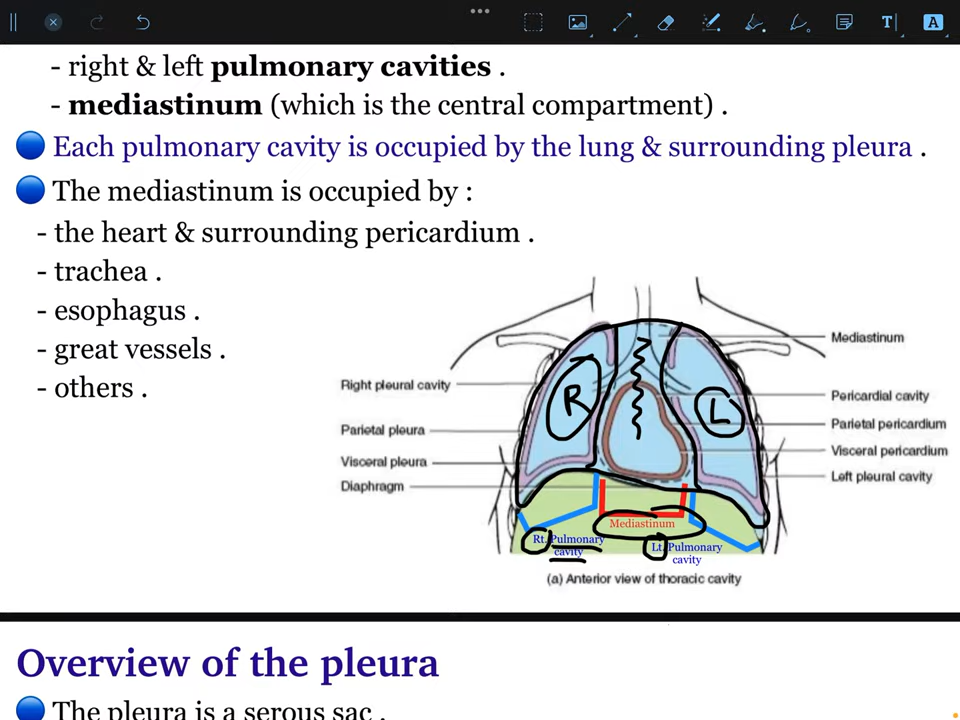 T A
- right & left pulmonary cavities .
- mediastinum (which is the central compartment) .
Each pulmonary cavity is occupied by the lung & surrounding pleura .
The mediastinum is occupied by :
- the heart & surrounding pericardium .
- trachea .
- esophagus .
- great vessels .
- others .
Mediastinum
Right pleural cavity
Pericardial cavity
R L
Parietal pleura
Parietal pericardium
Visceral pleura
Visceral pericardium
Diaphragm
Left pleural cavity
Mediastinum
Rt. Pulmonary
cavity
Lt. Pulmonary
cavity
(a) Anterior view of thoracic cavity
Overview of the pleura
The pleura is a serous sac .